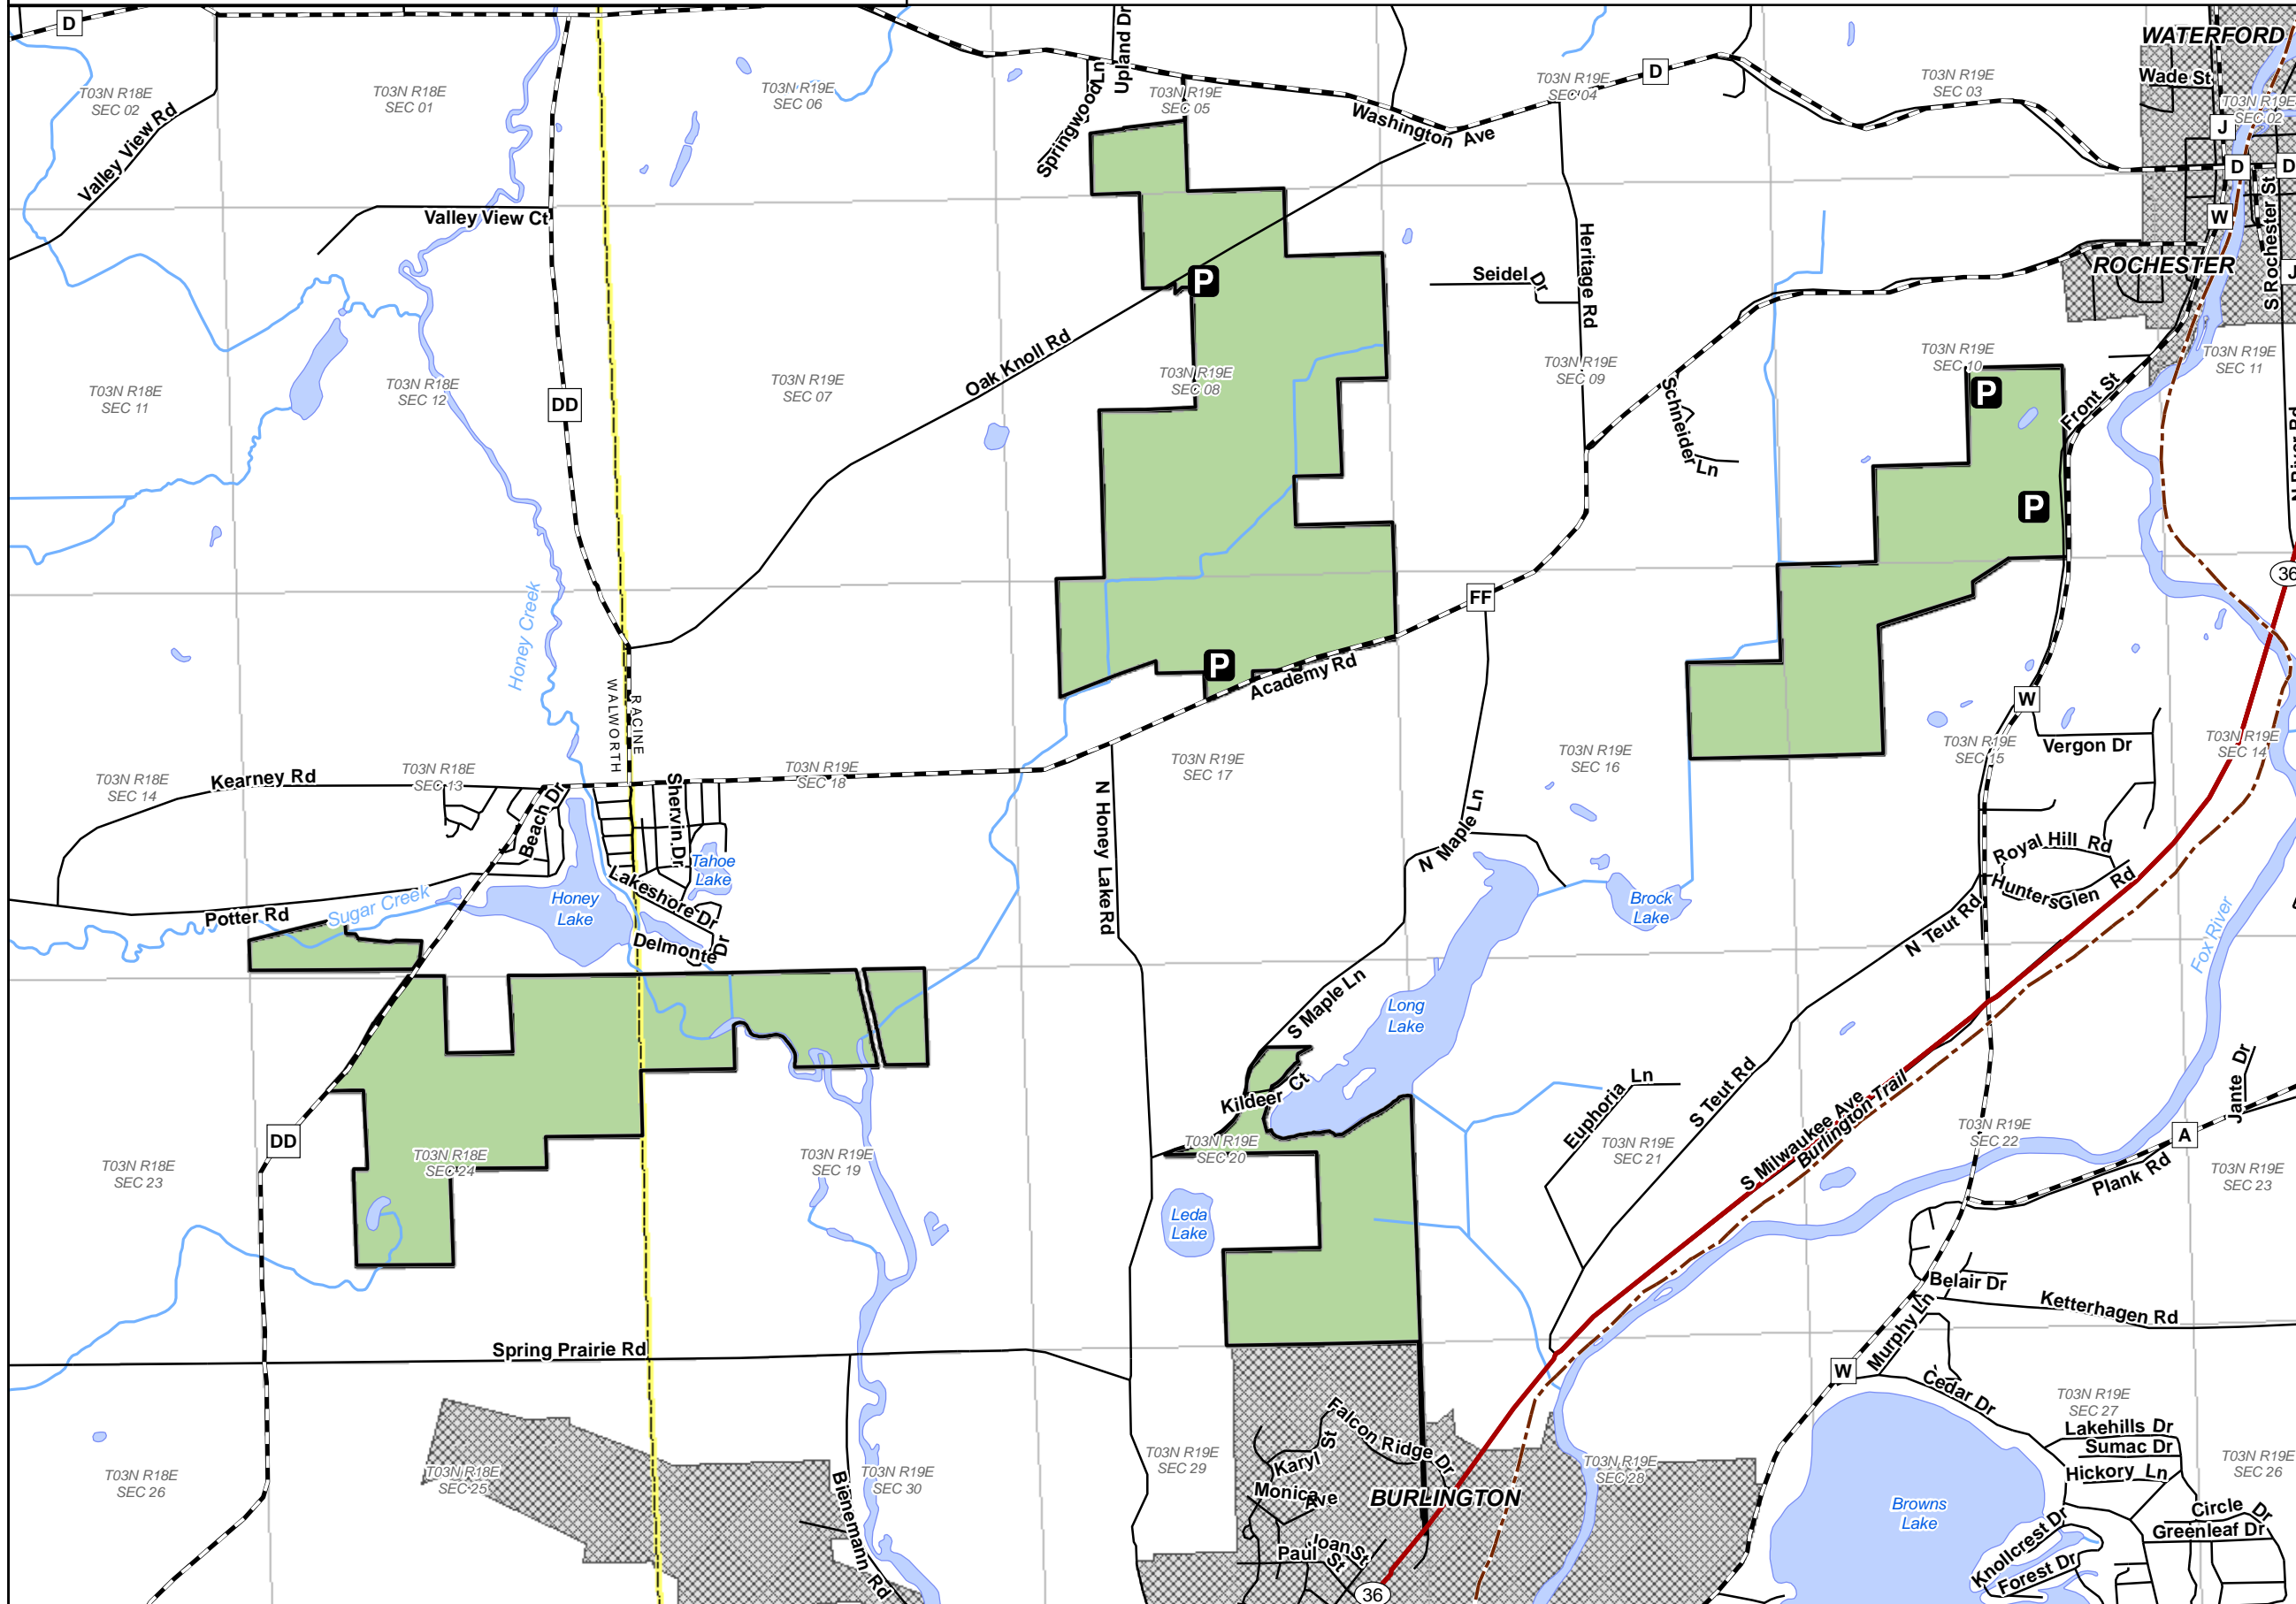 D
Upland Dr
WATERFORD
Wade St
T03N R18E
SEC 02
T03N R18E
SEC 01
T03N R19E
SEC 06
Springwood Ln
T03N R19E
SEC 05
T03N R19E
SEC 04
D
T03N R19E
SEC 03
T03N R19E
SEC 02
Washington Ave
J
D
D
Valley View Rd
Valley View Ct
W
S Rochester St
Heritage Rd
Seidel Dr
ROCHESTER
J
P
Oak Knoll Rd
T03N R18E
SEC 11
T03N R18E
SEC 12
DD
T03N R19E
SEC 07
T03N R19E
SEC 08
T03N R19E
SEC 09
T03N R19E
SEC 10
T03N R19E
SEC 11
P
Front St
Schneider Ln
N River Rd
P
Honey Creek
FF
36
P
Academy Rd
WALWORTH
RACINE
W
Vergon Dr
T03N R18E
SEC 14
Kearney Rd
T03N R18E
SEC 13
T03N R19E
SEC 18
T03N R19E
SEC 17
T03N R19E
SEC 16
T03N R19E
SEC 15
T03N R19E
SEC 14
Beach Dr
Shervin Dr
N Honey Lake Rd
N Maple Ln
Royal Hill Rd
Hunters Glen Rd
Tahoe
Lake
Lakeshore Dr
Honey
Lake
Brock
Lake
Potter Rd
Sugar Creek
Delmonte Dr
N Teut Rd
Fox River
S Maple Ln
Long
Lake
Kildeer Ct
Euphoria Ln
S Teut Rd
S Milwaukee Ave
Burlington Trail
Jante Dr
DD
T03N R18E
SEC 23
T03N R18E
SEC 24
T03N R19E
SEC 19
T03N R19E
SEC 20
T03N R19E
SEC 21
T03N R19E
SEC 22
A
Plank Rd
T03N R19E
SEC 23
Leda
Lake
Belair Dr
Ketterhagen Rd
Murphy Ln
Spring Prairie Rd
W
Cedar Dr
T03N R19E
SEC 27
Lakehills Dr
Sumac Dr
Hickory Ln
T03N R18E
SEC 26
T03N R18E
SEC 25
T03N R19E
SEC 30
T03N R19E
SEC 29
T03N R19E
SEC 28
T03N R19E
SEC 26
Falcon Ridge Dr
Karyl St
Monica Ave
BURLINGTON
Bienemann Rd
Browns
Lake
Circle Dr
Greenleaf Dr
Knollcrest Dr
Forest Dr
Joan St
Paul St
36